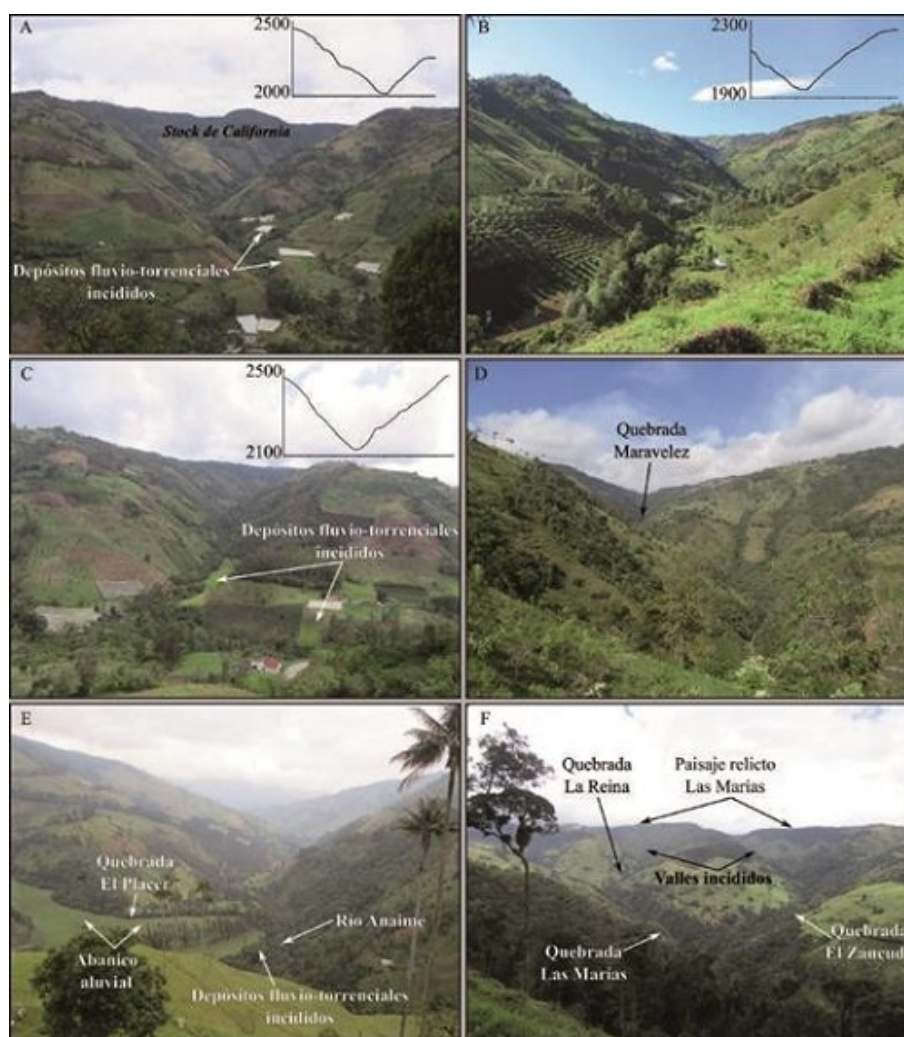 A
2500
2000
Stock de California
Depósitos fluvio-torrenciales
incididos
B
2300
1900
C
2500
2100
Depósitos fluvio-torrenciales
incididos
D
Quebrada
Maravelez
E
Quebrada
El Placer
Río Anaime
Abanico
aluvial
Depósitos fluvio-torrenciales
incididos
F
Quebrada
La Reina
Paisaje relicto
Las Marías
Valles incididos
Quebrada
Las Marías
Quebrada
El Zancud